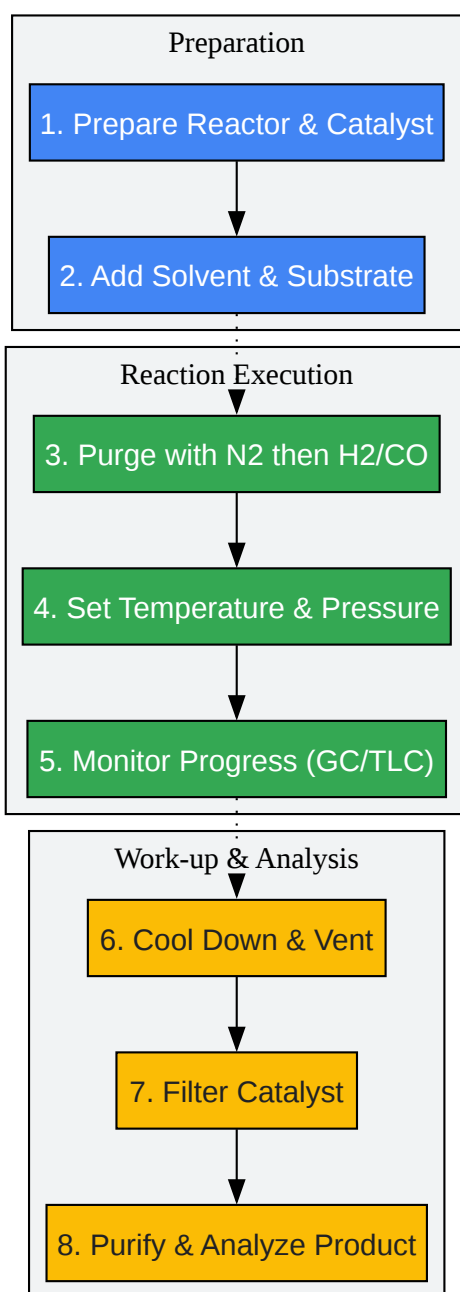 Preparation
1. Prepare Reactor & Catalyst
2. Add Solvent & Substrate
Reaction Execution
3. Purge with N2 then H2/CO
4. Set Temperature & Pressure
5. Monitor Progress (GC/TLC)
Work-up & Analysis
6. Cool Down & Vent
7. Filter Catalyst
8. Purify & Analyze Product